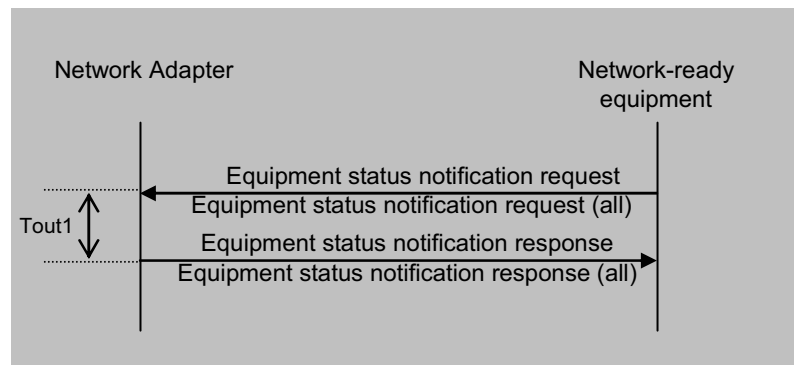 Network Adapter
Network-ready
equipment
Equipment status notification request
Equipment status notification request (all)
Tout1
Equipment status notification response
Equipment status notification response (all)